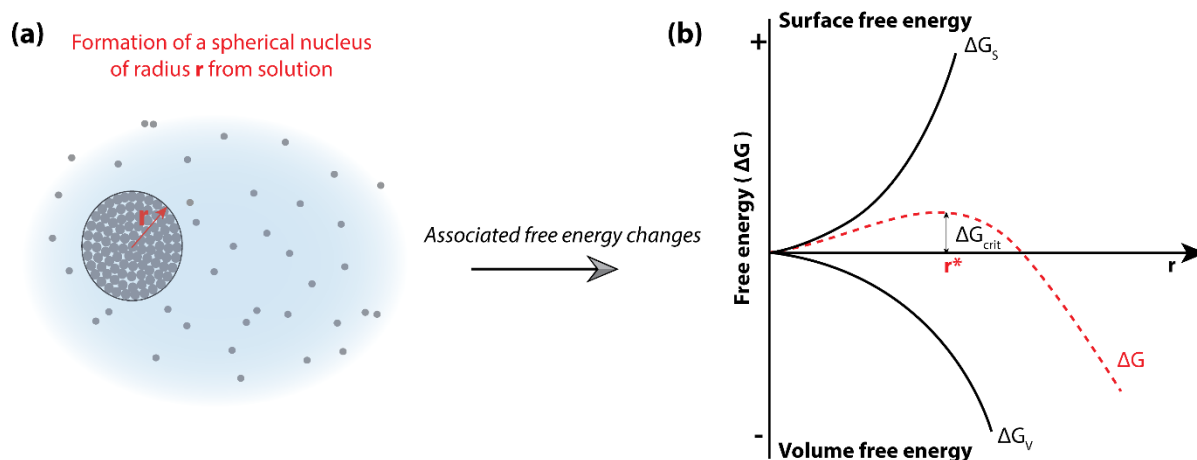 (a)
Formation of a spherical nucleus
of radius r from solution
r
Associated free energy changes
(b)
Surface free energy
+
ΔGS
Free energy ( ΔG)
ΔGcrit
r*
r
ΔG
-
ΔGV
Volume free energy